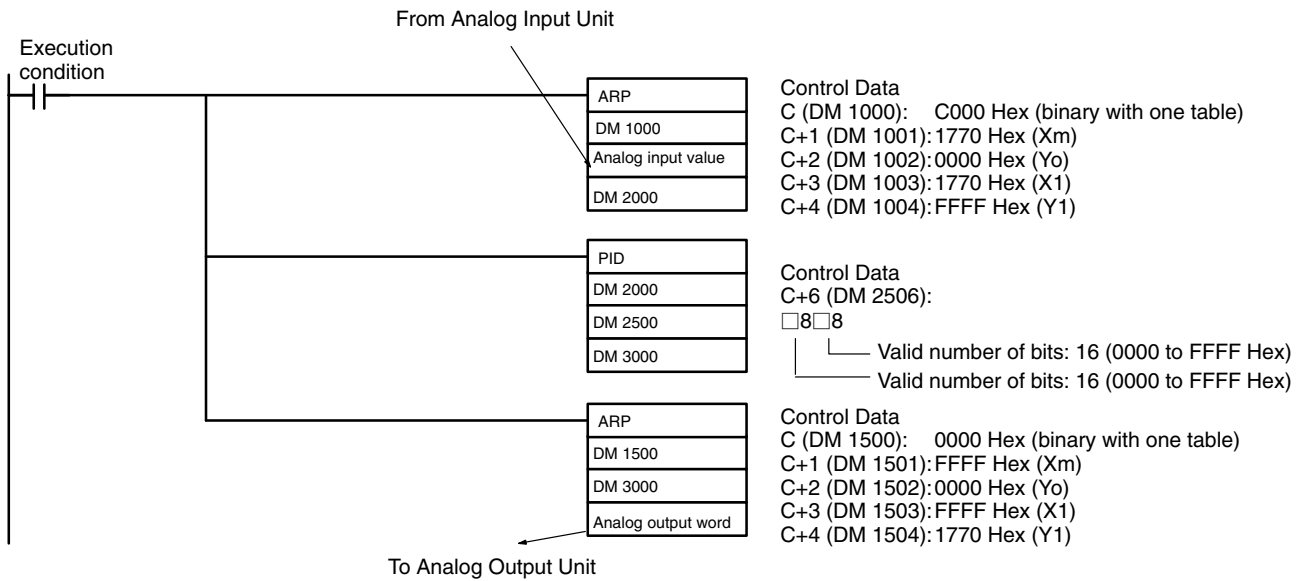 From Analog Input Unit
Execution
condition
ARP
DM 1000
Analog input value
DM 2000
Control Data
C (DM 1000): C000 Hex (binary with one table)
C+1 (DM 1001): 1770 Hex (Xm)
C+2 (DM 1002): 0000 Hex (Yo)
C+3 (DM 1003): 1770 Hex (X1)
C+4 (DM 1004): FFFF Hex (Y1)
PID
DM 2000
DM 2500
DM 3000
Control Data
C+6 (DM 2506):
□8□8
Valid number of bits: 16 (0000 to FFFF Hex)
Valid number of bits: 16 (0000 to FFFF Hex)
ARP
DM 1500
DM 3000
Analog output word
Control Data
C (DM 1500): 0000 Hex (binary with one table)
C+1 (DM 1501): FFFF Hex (Xm)
C+2 (DM 1502): 0000 Hex (Yo)
C+3 (DM 1503): FFFF Hex (X1)
C+4 (DM 1504): 1770 Hex (Y1)
To Analog Output Unit